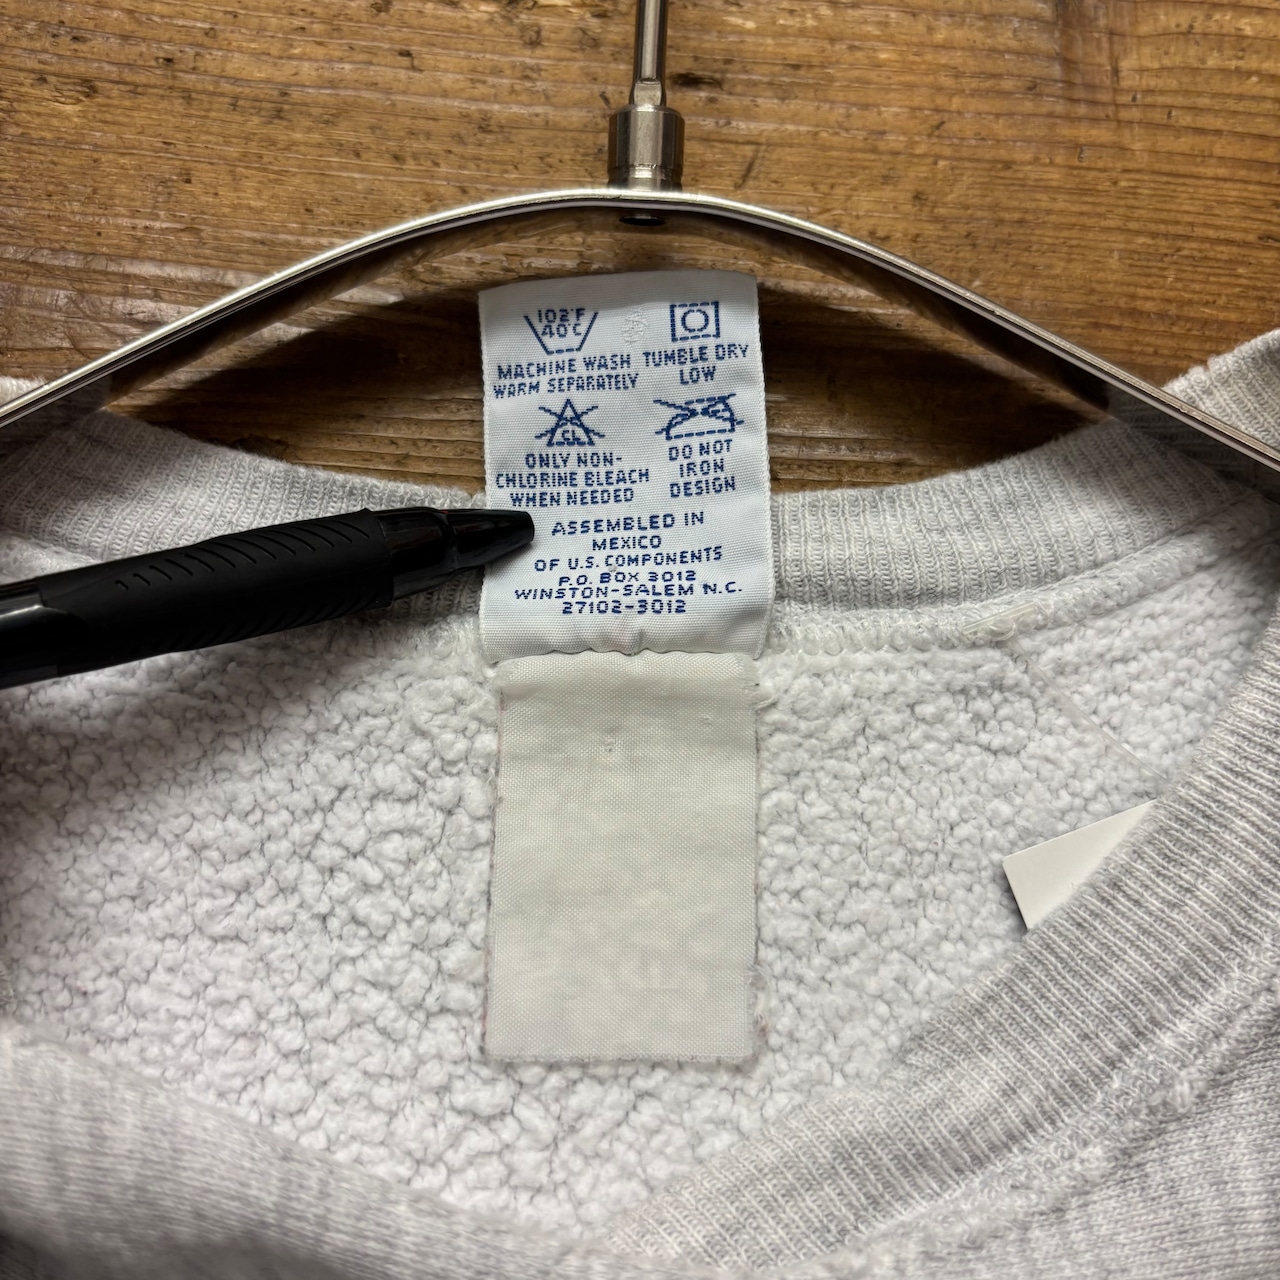 102°F
40°C
MACHINE WASH
WARM SEPARATELY
TUMBLE DRY
LOW
CL
ONLY NON-
CHLORINE BLEACH
WHEN NEEDED
DO NOT
IRON
DESIGN
ASSEMBLED IN
MEXICO
OF U.S. COMPONENTS
P.O. BOX 3012
WINSTON-SALEM N.C.
27102-3012